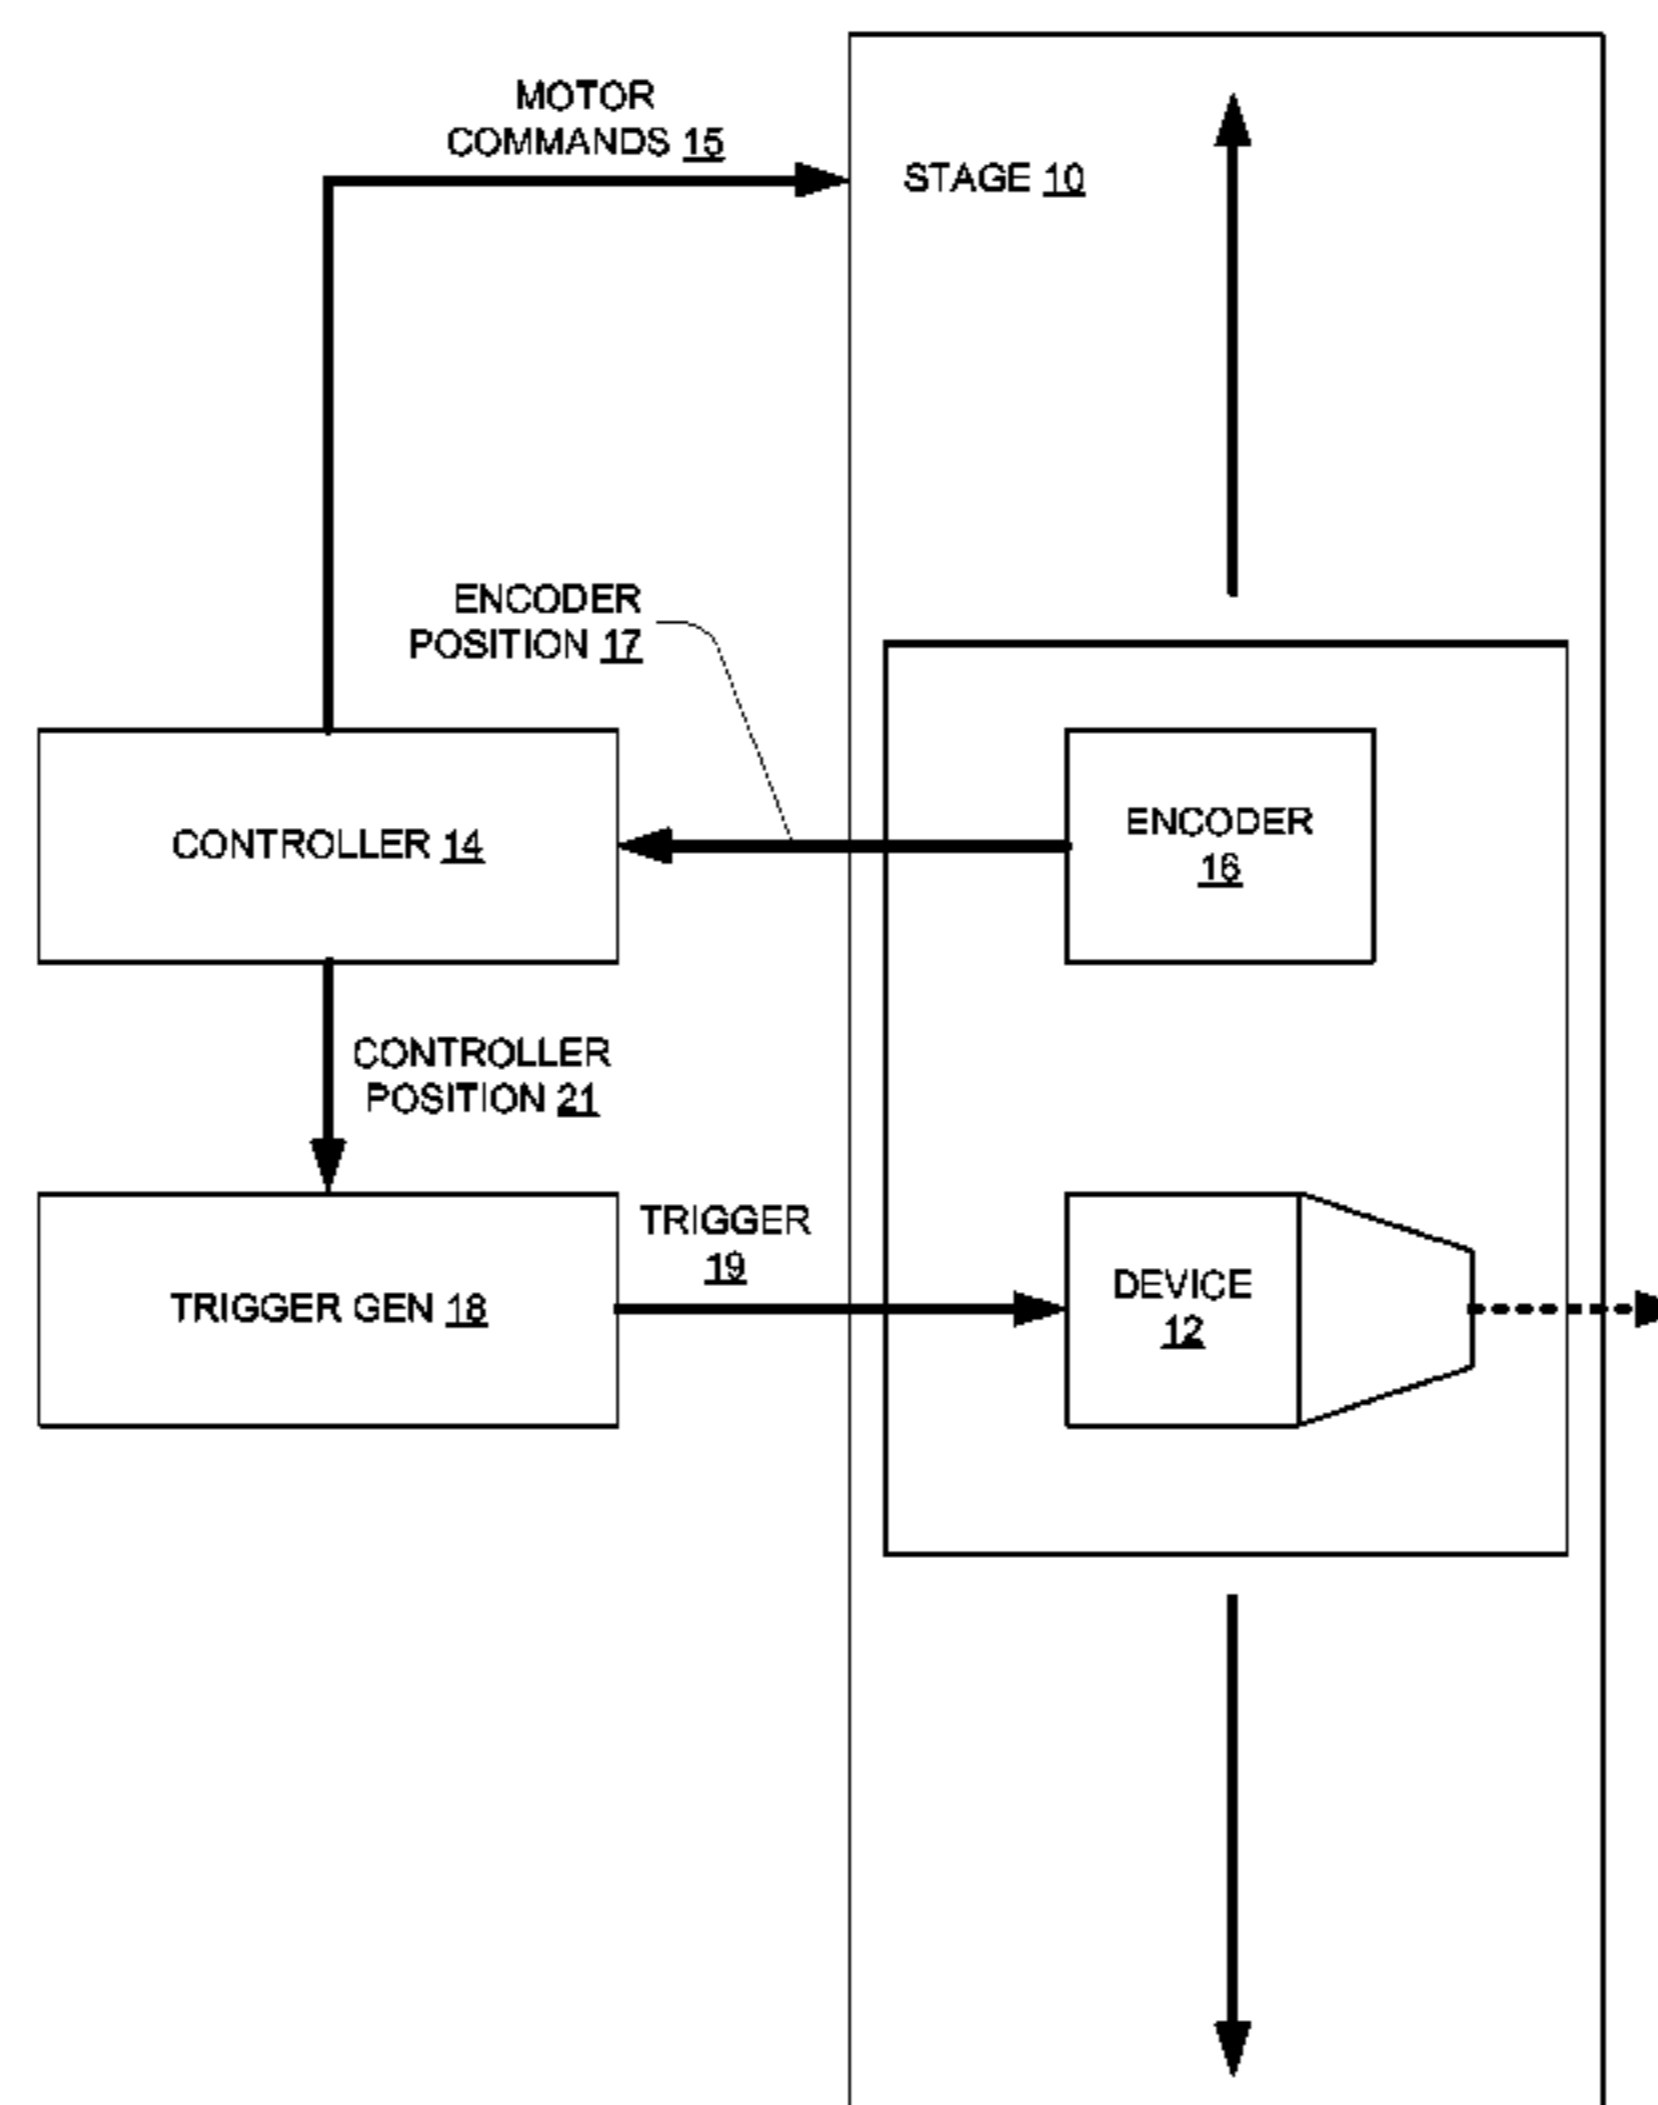 MOTOR
COMMANDS 15
STAGE 10
ENCODER
POSITION 17
CONTROLLER 14
ENCODER
16
CONTROLLER
POSITION 21
TRIGGER
19
TRIGGER GEN 18
DEVICE
12